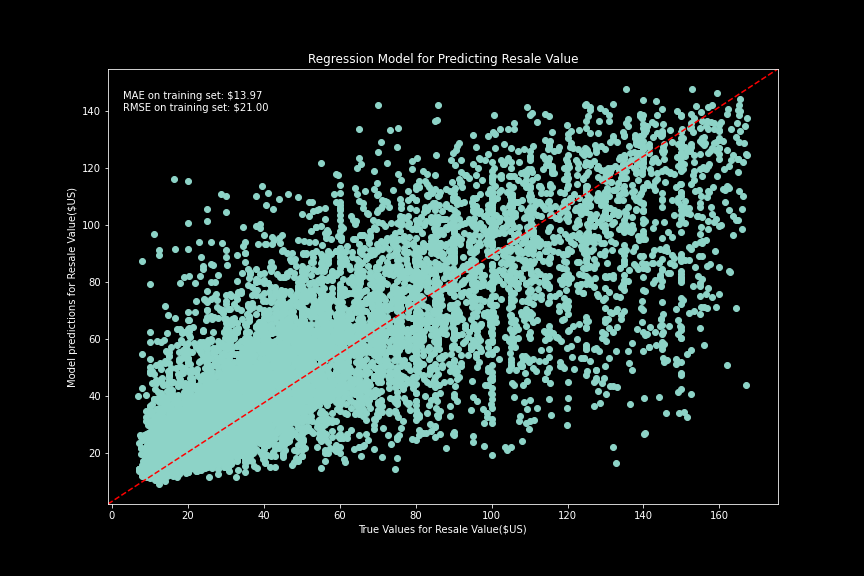 Regression Model for Predicting Resale Value
MAE on training set: $13.97
RMSE on training set: $21.00
Model predictions for Resale Value($US)
140
120
100
80
60
40
20
0 20 40 60 80 100 120 140 160
True Values for Resale Value($US)